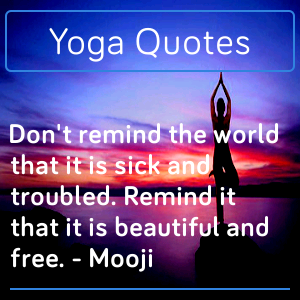 Yoga Quotes
Don't remind the world
that it is sick and
troubled. Remind it
that it is beautiful and
free. - Mooji